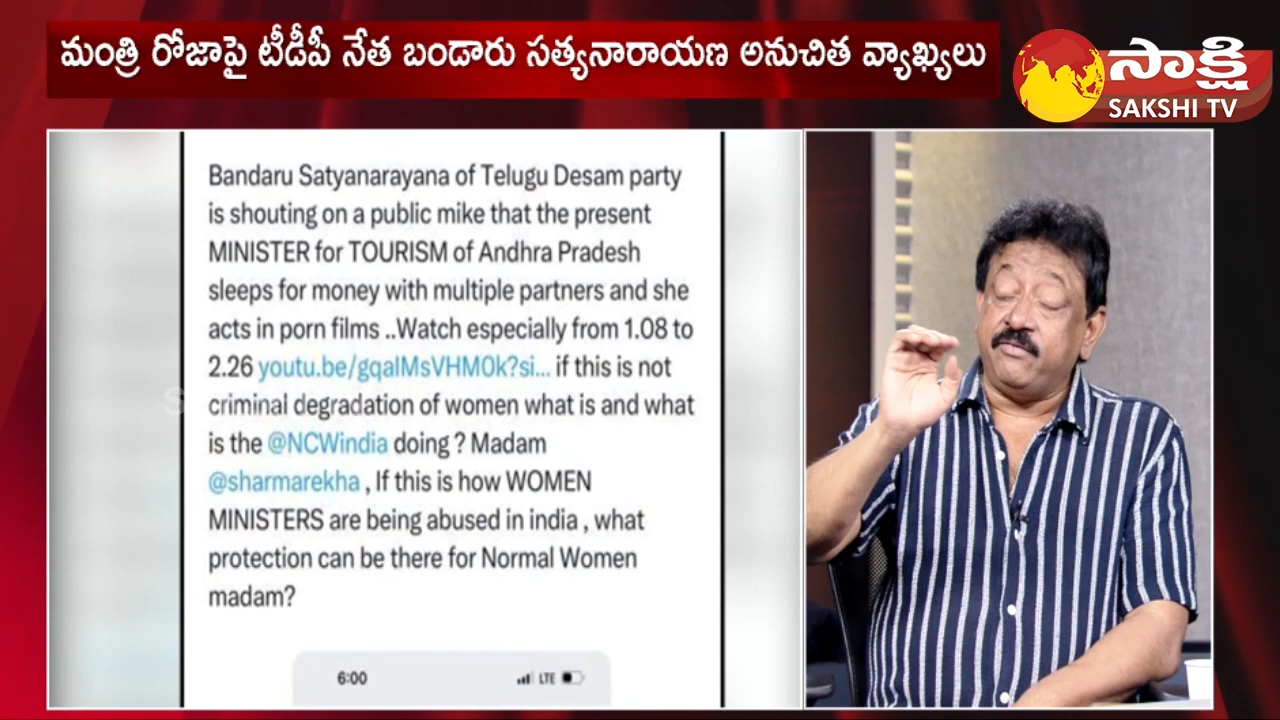 మంత్రి రోజాపై టీడీపీ నేత బండారు సత్యనారాయణ అనుచిత వ్యాఖ్యలు
సాక్షి
SAKSHI TV
Bandaru Satyanarayana of Telugu Desam party
is shouting on a public mike that the present
MINISTER for TOURISM of Andhra Pradesh
sleeps for money with multiple partners and she
acts in porn films ..Watch especially from 1.08 to
2.26 youtu.be/gqalMsVHM0k?si... if this is not
criminal degradation of women what is and what
is the @NCWindia doing ? Madam
@sharmarekha , If this is how WOMEN
MINISTERS are being abused in india , what
protection can be there for Normal Women
madam?
6:00 LTE